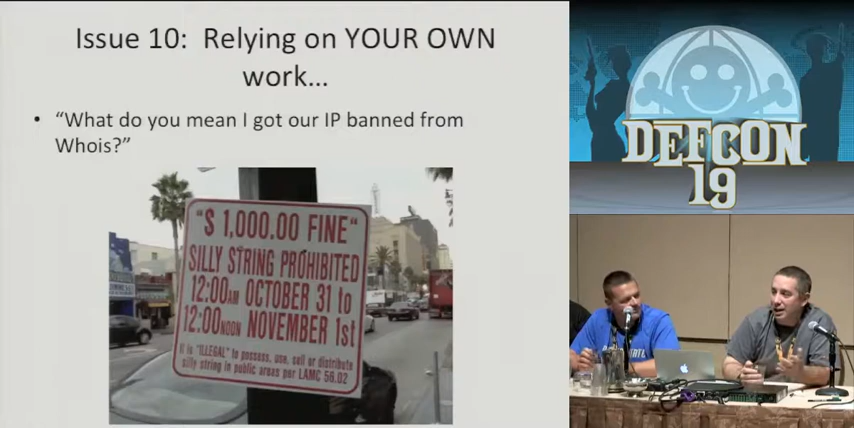 Issue 10: Relying on YOUR OWN
work...
• “What do you mean I got our IP banned from
Whois?”
"$ 1,000.00 FINE"
SILLY STRING PROHIBITED
12:00AM OCTOBER 31 to
12:00NOON NOVEMBER 1st
it is "ILLEGAL" to possess, use, sell or distribute
silly string in public areas per LAMC 56.02
DEFCON
19